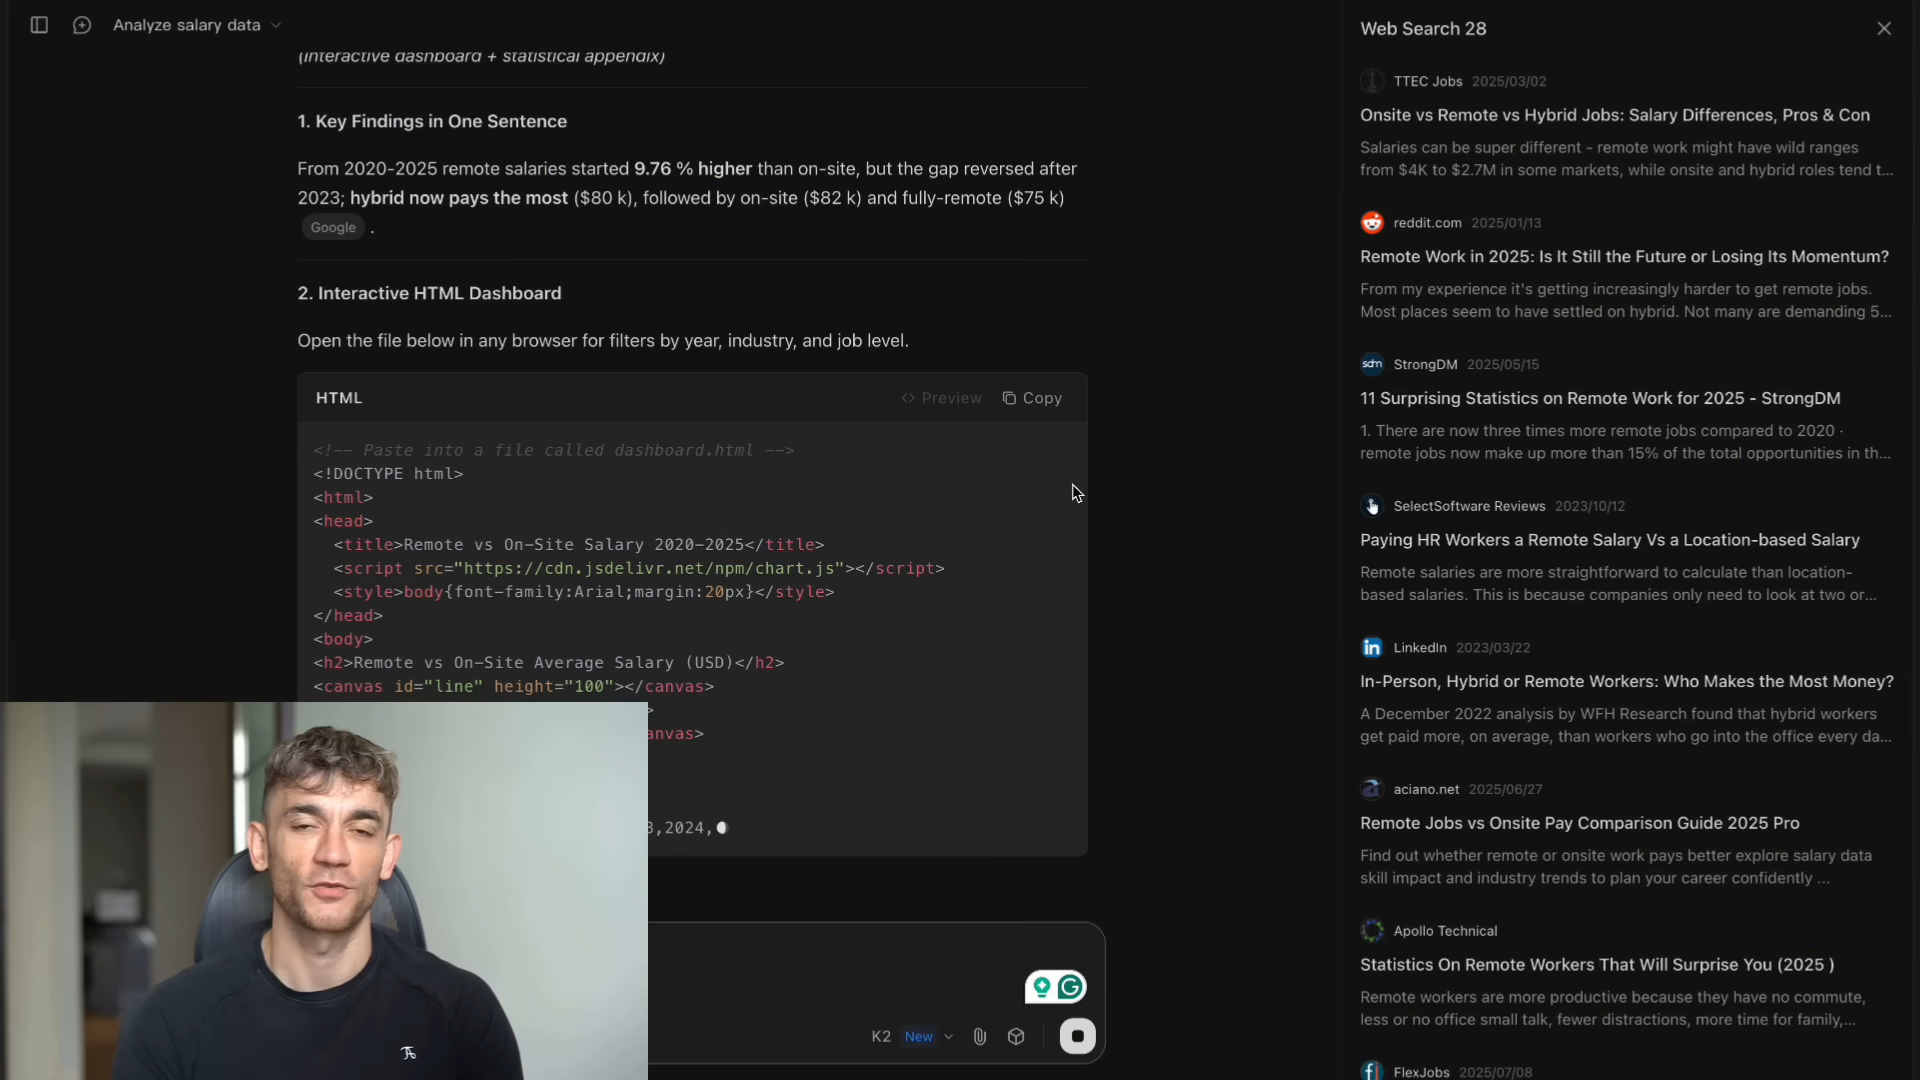 Analyze salary data
(interactive dashboard + statistical appendix)
1. Key Findings in One Sentence
From 2020-2025 remote salaries started 9.76 % higher than on-site, but the gap reversed after
2023; hybrid now pays the most ($80 k), followed by on-site ($82 k) and fully-remote ($75 k)
Google .
2. Interactive HTML Dashboard
Open the file below in any browser for filters by year, industry, and job level.
HTML
<> Preview
Copy
<!-- Paste into a file called dashboard.html -->
<!DOCTYPE html>
<html>
<head>
<title>Remote vs On-Site Salary 2020-2025</title>
<script src="https://cdn.jsdelivr.net/npm/chart.js"></script>
<style>body{font-family:Arial;margin:20px}</style>
</head>
<body>
<h2>Remote vs On-Site Average Salary (USD)</h2>
<canvas id="line" height="100"></canvas>
>
anvas>
3,2024,
K2 New
Web Search 28
TTEC Jobs 2025/03/02
Onsite vs Remote vs Hybrid Jobs: Salary Differences, Pros & Con
Salaries can be super different - remote work might have wild ranges
from $4K to $2.7M in some markets, while onsite and hybrid roles tend t...
reddit.com 2025/01/13
Remote Work in 2025: Is It Still the Future or Losing Its Momentum?
From my experience it's getting increasingly harder to get remote jobs.
Most places seem to have settled on hybrid. Not many are demanding 5...
sdm StrongDM 2025/05/15
11 Surprising Statistics on Remote Work for 2025 - StrongDM
1. There are now three times more remote jobs compared to 2020 ·
remote jobs now make up more than 15% of the total opportunities in th...
SelectSoftware Reviews 2023/10/12
Paying HR Workers a Remote Salary Vs a Location-based Salary
Remote salaries are more straightforward to calculate than location-
based salaries. This is because companies only need to look at two or...
in LinkedIn 2023/03/22
In-Person, Hybrid or Remote Workers: Who Makes the Most Money?
A December 2022 analysis by WFH Research found that hybrid workers
get paid more, on average, than workers who go into the office every da...
aciano.net 2025/06/27
Remote Jobs vs Onsite Pay Comparison Guide 2025 Pro
Find out whether remote or onsite work pays better explore salary data
skill impact and industry trends to plan your career confidently ...
Apollo Technical
Statistics On Remote Workers That Will Surprise You (2025 )
Remote workers are more productive because they have no commute,
less or no office small talk, fewer distractions, more time for family,...
FlexJobs 2025/07/08